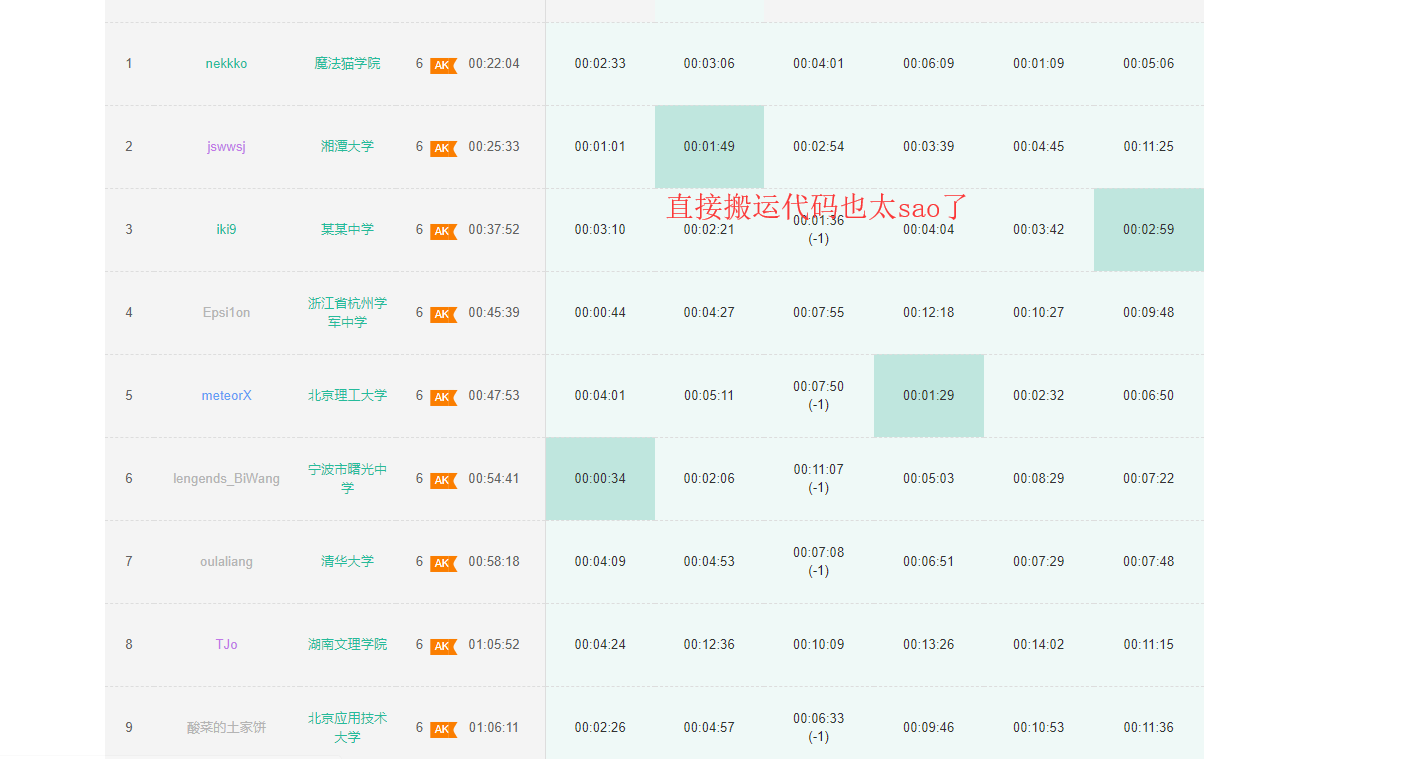 1 nekkko 魔法猫学院 6 AK 00:22:04 00:02:33 00:03:06 00:04:01 00:06:09 00:01:09 00:05:06
2 jswwsj 湘潭大学 6 AK 00:25:33 00:01:01 00:01:49 00:02:54 00:03:39 00:04:45 00:11:25
直接搬运代码也太sao了
3 iki9 某某中学 6 AK 00:37:52 00:03:10 00:02:21 00:01:36 00:04:04 00:03:42 00:02:59
(-1)
浙江省杭州学
4 Epsi1on 6 AK 00:45:39 00:00:44 00:04:27 00:07:55 00:12:18 00:10:27 00:09:48
军中学
5 meteorX 北京理工大学 6 AK 00:47:53 00:04:01 00:05:11 00:07:50 00:01:29 00:02:32 00:06:50
(-1)
宁波市曙光中
6 lengends_BiWang 6 AK 00:54:41 00:00:34 00:02:06 00:11:07 00:05:03 00:08:29 00:07:22
学 (-1)
7 oulaliang 清华大学 6 AK 00:58:18 00:04:09 00:04:53 00:07:08 00:06:51 00:07:29 00:07:48
(-1)
8 TJo 湖南文理学院 6 AK 01:05:52 00:04:24 00:12:36 00:10:09 00:13:26 00:14:02 00:11:15
北京应用技术
9 酸菜的土家饼 6 AK 01:06:11 00:02:26 00:04:57 00:06:33 00:09:46 00:10:53 00:11:36
大学 (-1)